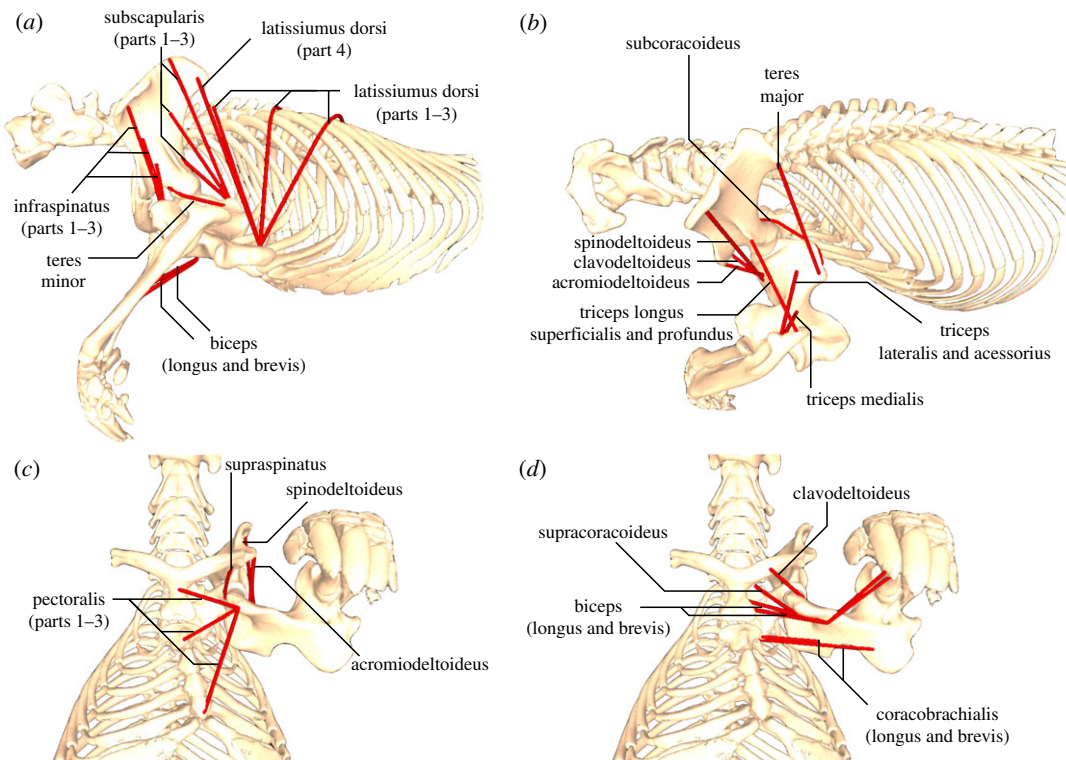 (a)
subscapularis
(parts 1–3)
latissiumus dorsi
(part 4)
latissiumus dorsi
(parts 1–3)
infraspinatus
(parts 1–3)
teres
minor
biceps
(longus and brevis)
(b)
subcoracoideus
teres
major
spinodeltoideus
clavodeltoideus
acromiodeltoideus
triceps longus
superficialis and profundus
triceps
lateralis and acessorius
triceps medialis
(c)
supraspinatus
spinodeltoideus
pectoralis
(parts 1–3)
acromiodeltoideus
(d)
clavodeltoideus
supracoracoideus
biceps
(longus and brevis)
coracobrachialis
(longus and brevis)